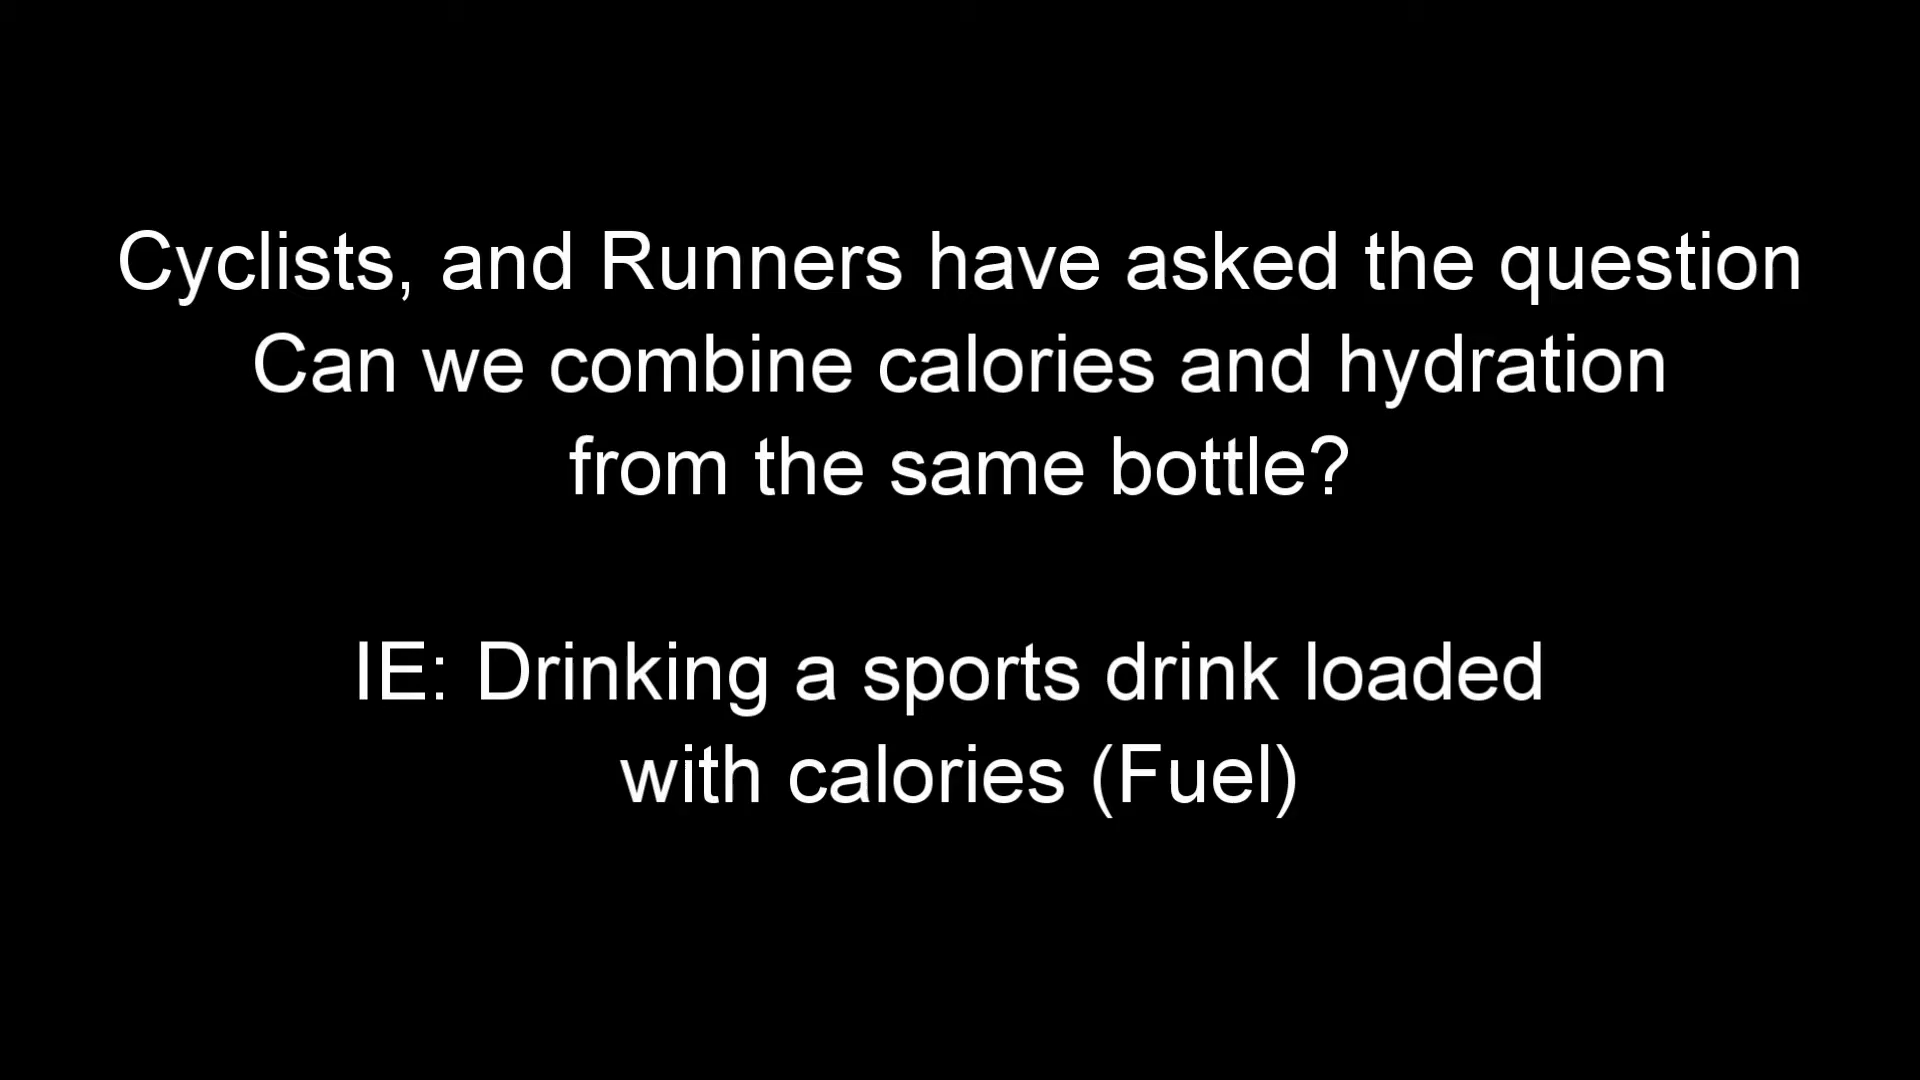 Cyclists, and Runners have asked the question
Can we combine calories and hydration
from the same bottle?
IE: Drinking a sports drink loaded
with calories (Fuel)